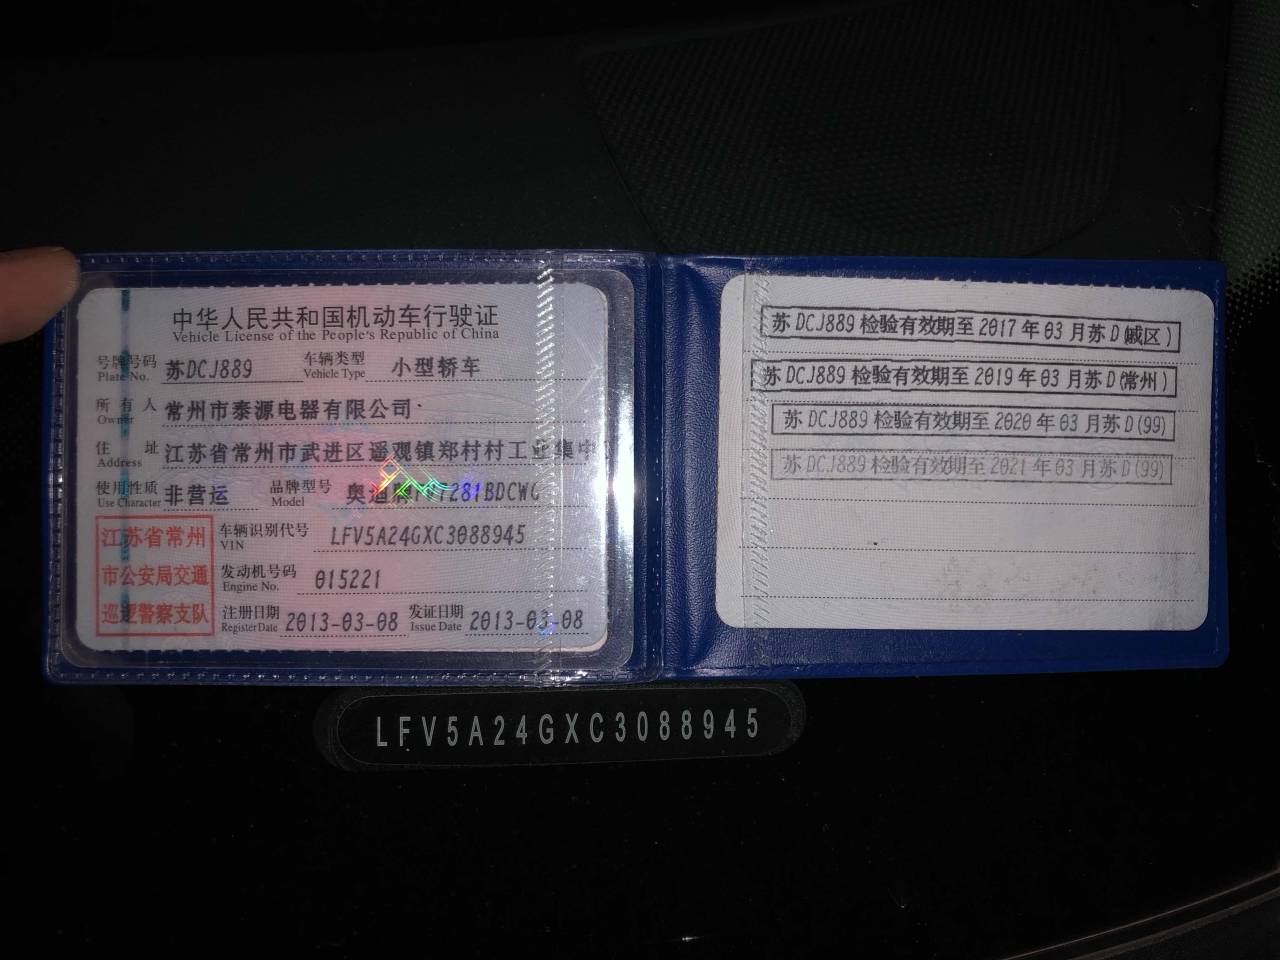 中华人民共和国机动车行驶证
Vehicle License of the People's Republic of China
号牌号码 苏DCJ889 车辆类型 小型轿车
Plate No. Vehicle Type
所有人 常州市泰源电器有限公司
Owner
住址 江苏省常州市武进区遥观镇郑村村工业集中
Address
使用性质 非营运 品牌型号 奥迪牌 7281BDCWG
Use Character Model
江苏省常州
市公安局交通
巡逻警察支队
车辆识别代号 LFV5A24GXC3088945
VIN
发动机号码 015221
Engine No.
注册日期 2013-03-08 发证日期 2013-03-08
Register Date Issue Date
苏DCJ889检验有效期至2017年03月苏D(戚区)
苏DCJ889检验有效期至2019年03月苏D(常州)
苏DCJ889检验有效期至2020年03月苏D(99)
苏DCJ889检验有效期至2021年03月苏D(99)
LFV5A24GXC3088945